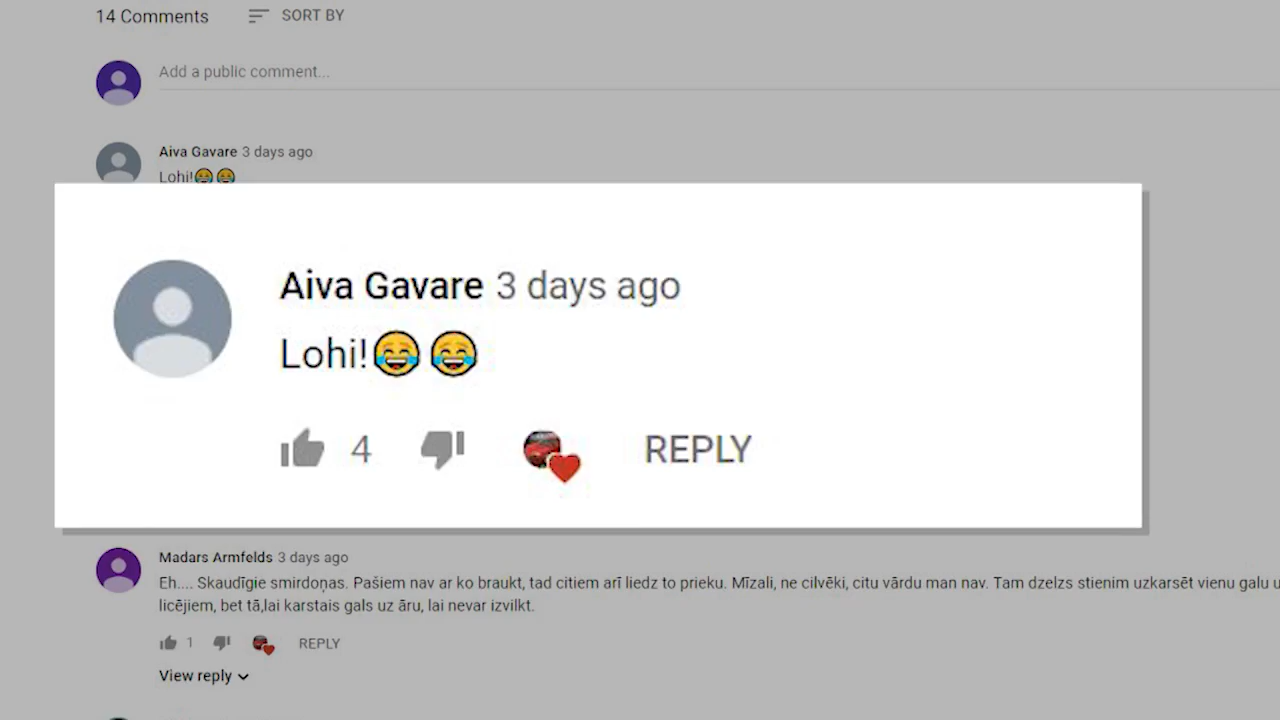 14 Comments SORT BY
Add a public comment...
Aiva Gavare 3 days ago
Lohi!😂😂
Aiva Gavare 3 days ago
Lohi!😂😂
4 REPLY
Madars Armfelds 3 days ago
Eh.... Skaudīgie smirdoņas. Pašiem nav ar ko braukt, tad citiem arī liedz to prieku. Mīzali, ne cilvēki, citu vārdu man nav. Tam dzelzs stienim uzkarsēt vienu galu
licējiem, bet tā,lai karstais gals uz āru, lai nevar izvilkt.
1 REPLY
View reply